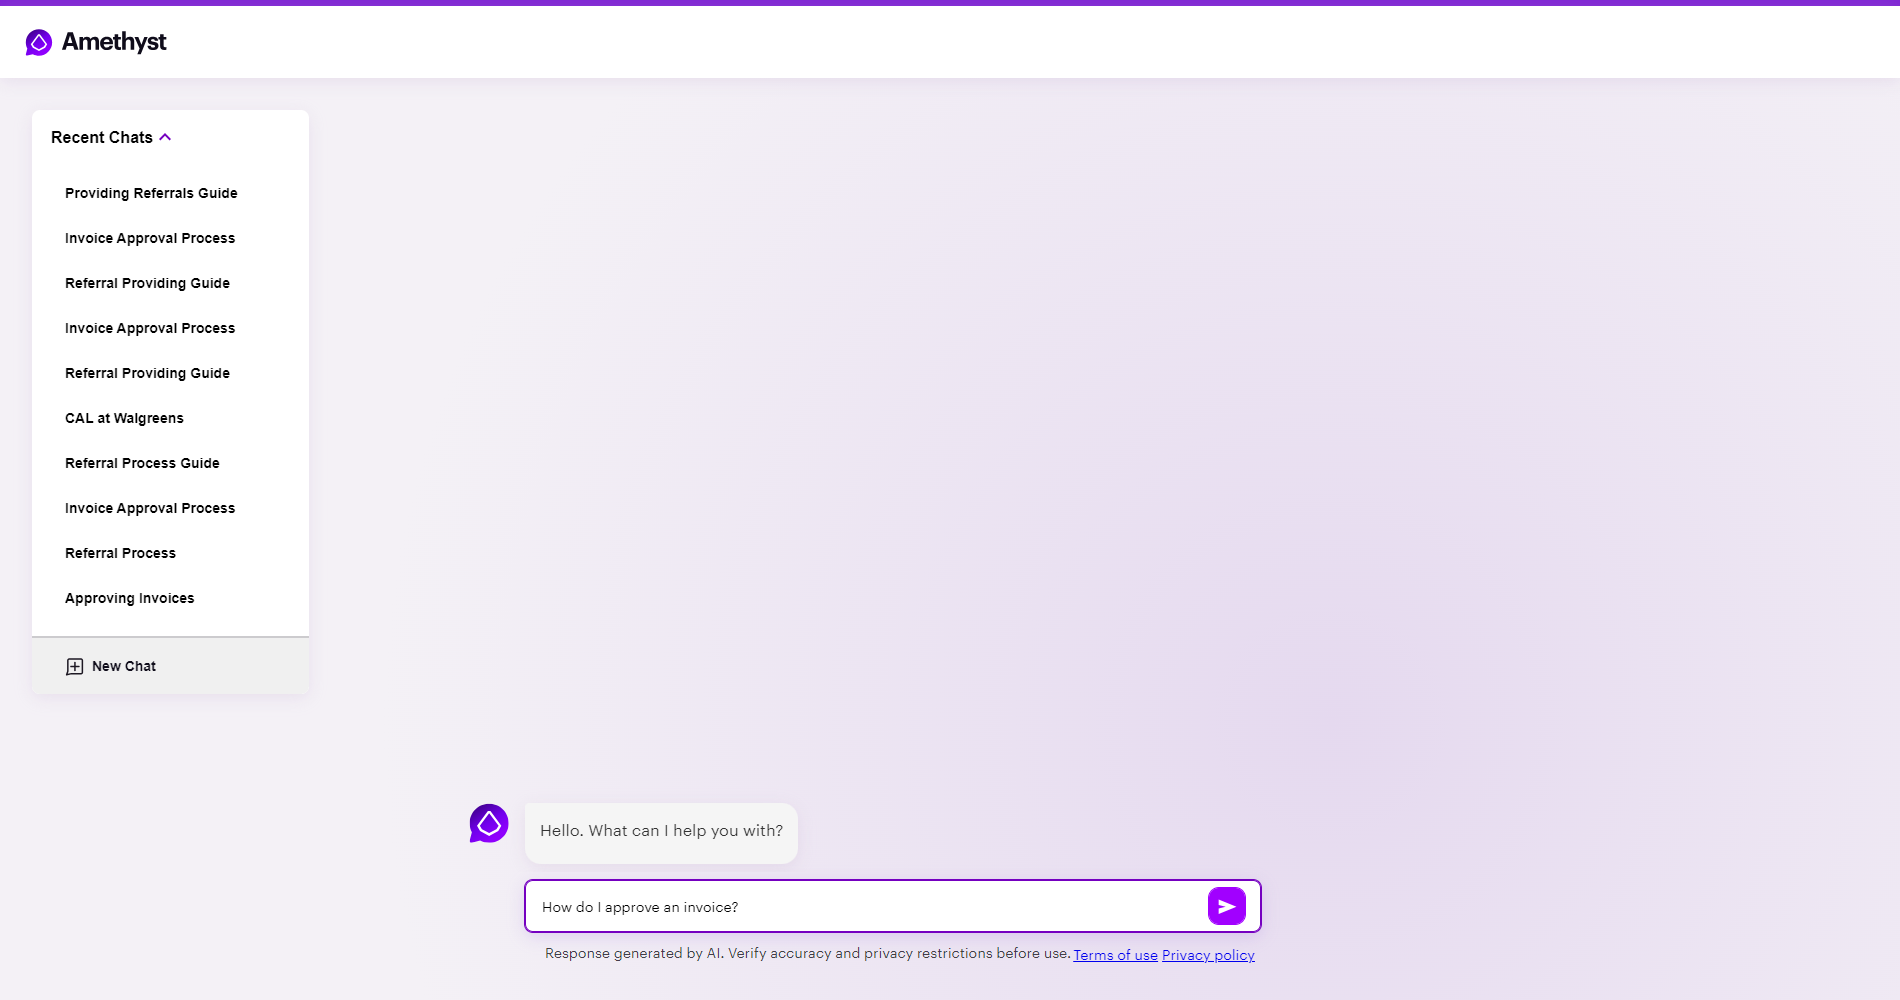 Amethyst
Recent Chats
Providing Referrals Guide
Invoice Approval Process
Referral Providing Guide
Invoice Approval Process
Referral Providing Guide
CAL at Walgreens
Referral Process Guide
Invoice Approval Process
Referral Process
Approving Invoices
New Chat
Hello. What can I help you with?
How do I approve an invoice?
Response generated by AI. Verify accuracy and privacy restrictions before use. Terms of use Privacy policy